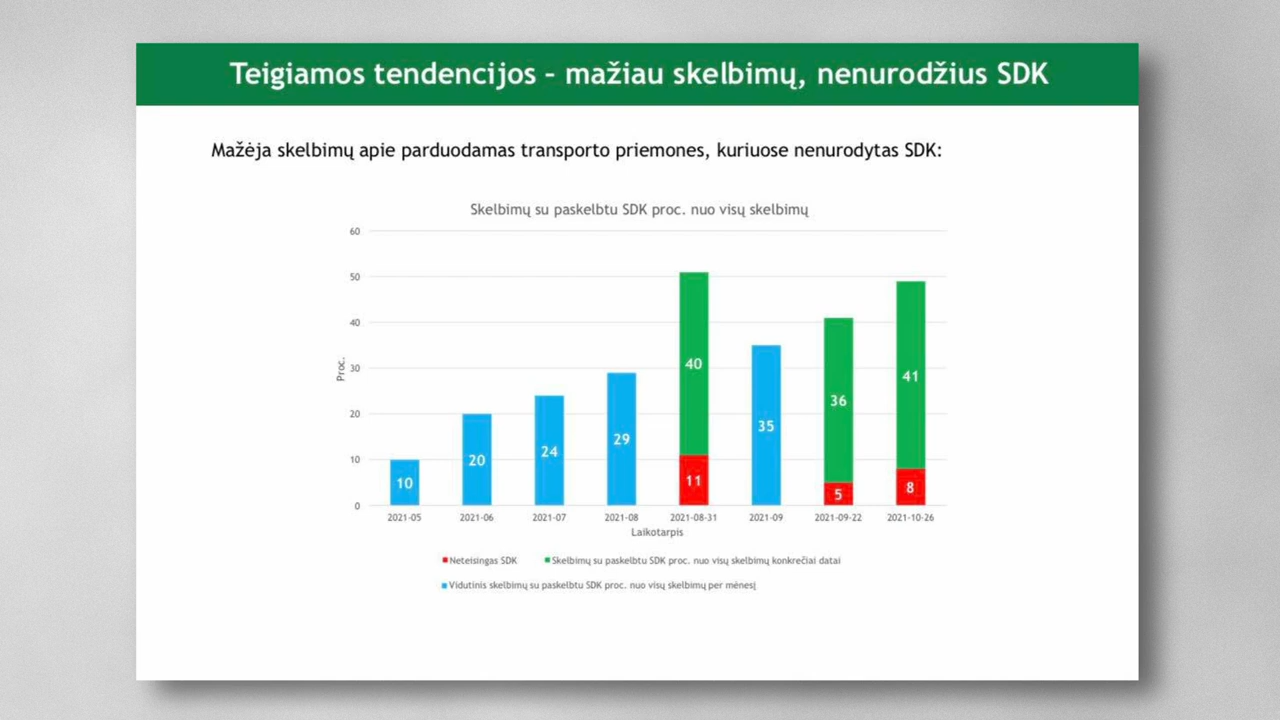 Teigiamos tendencijos – mažiau skelbimų, nenurodžius SDK
Mažėja skelbimų apie parduodamas transporto priemones, kuriuose nenurodytas SDK:
Skelbimų su paskelbtu SDK proc. nuo visų skelbimų
60
50
40
30
20
10
0
Proc.
10
20
24
29
40
11
35
36
5
41
8
2021-05 2021-06 2021-07 2021-08 2021-08-31 2021-09 2021-09-22 2021-10-26
Laikotarpis
Neteisingas SDK Skelbimų su paskelbtu SDK proc. nuo visų skelbimų konkrečiai datai
Vidutinis skelbimų su paskelbtu SDK proc. nuo visų skelbimų per mėnesį